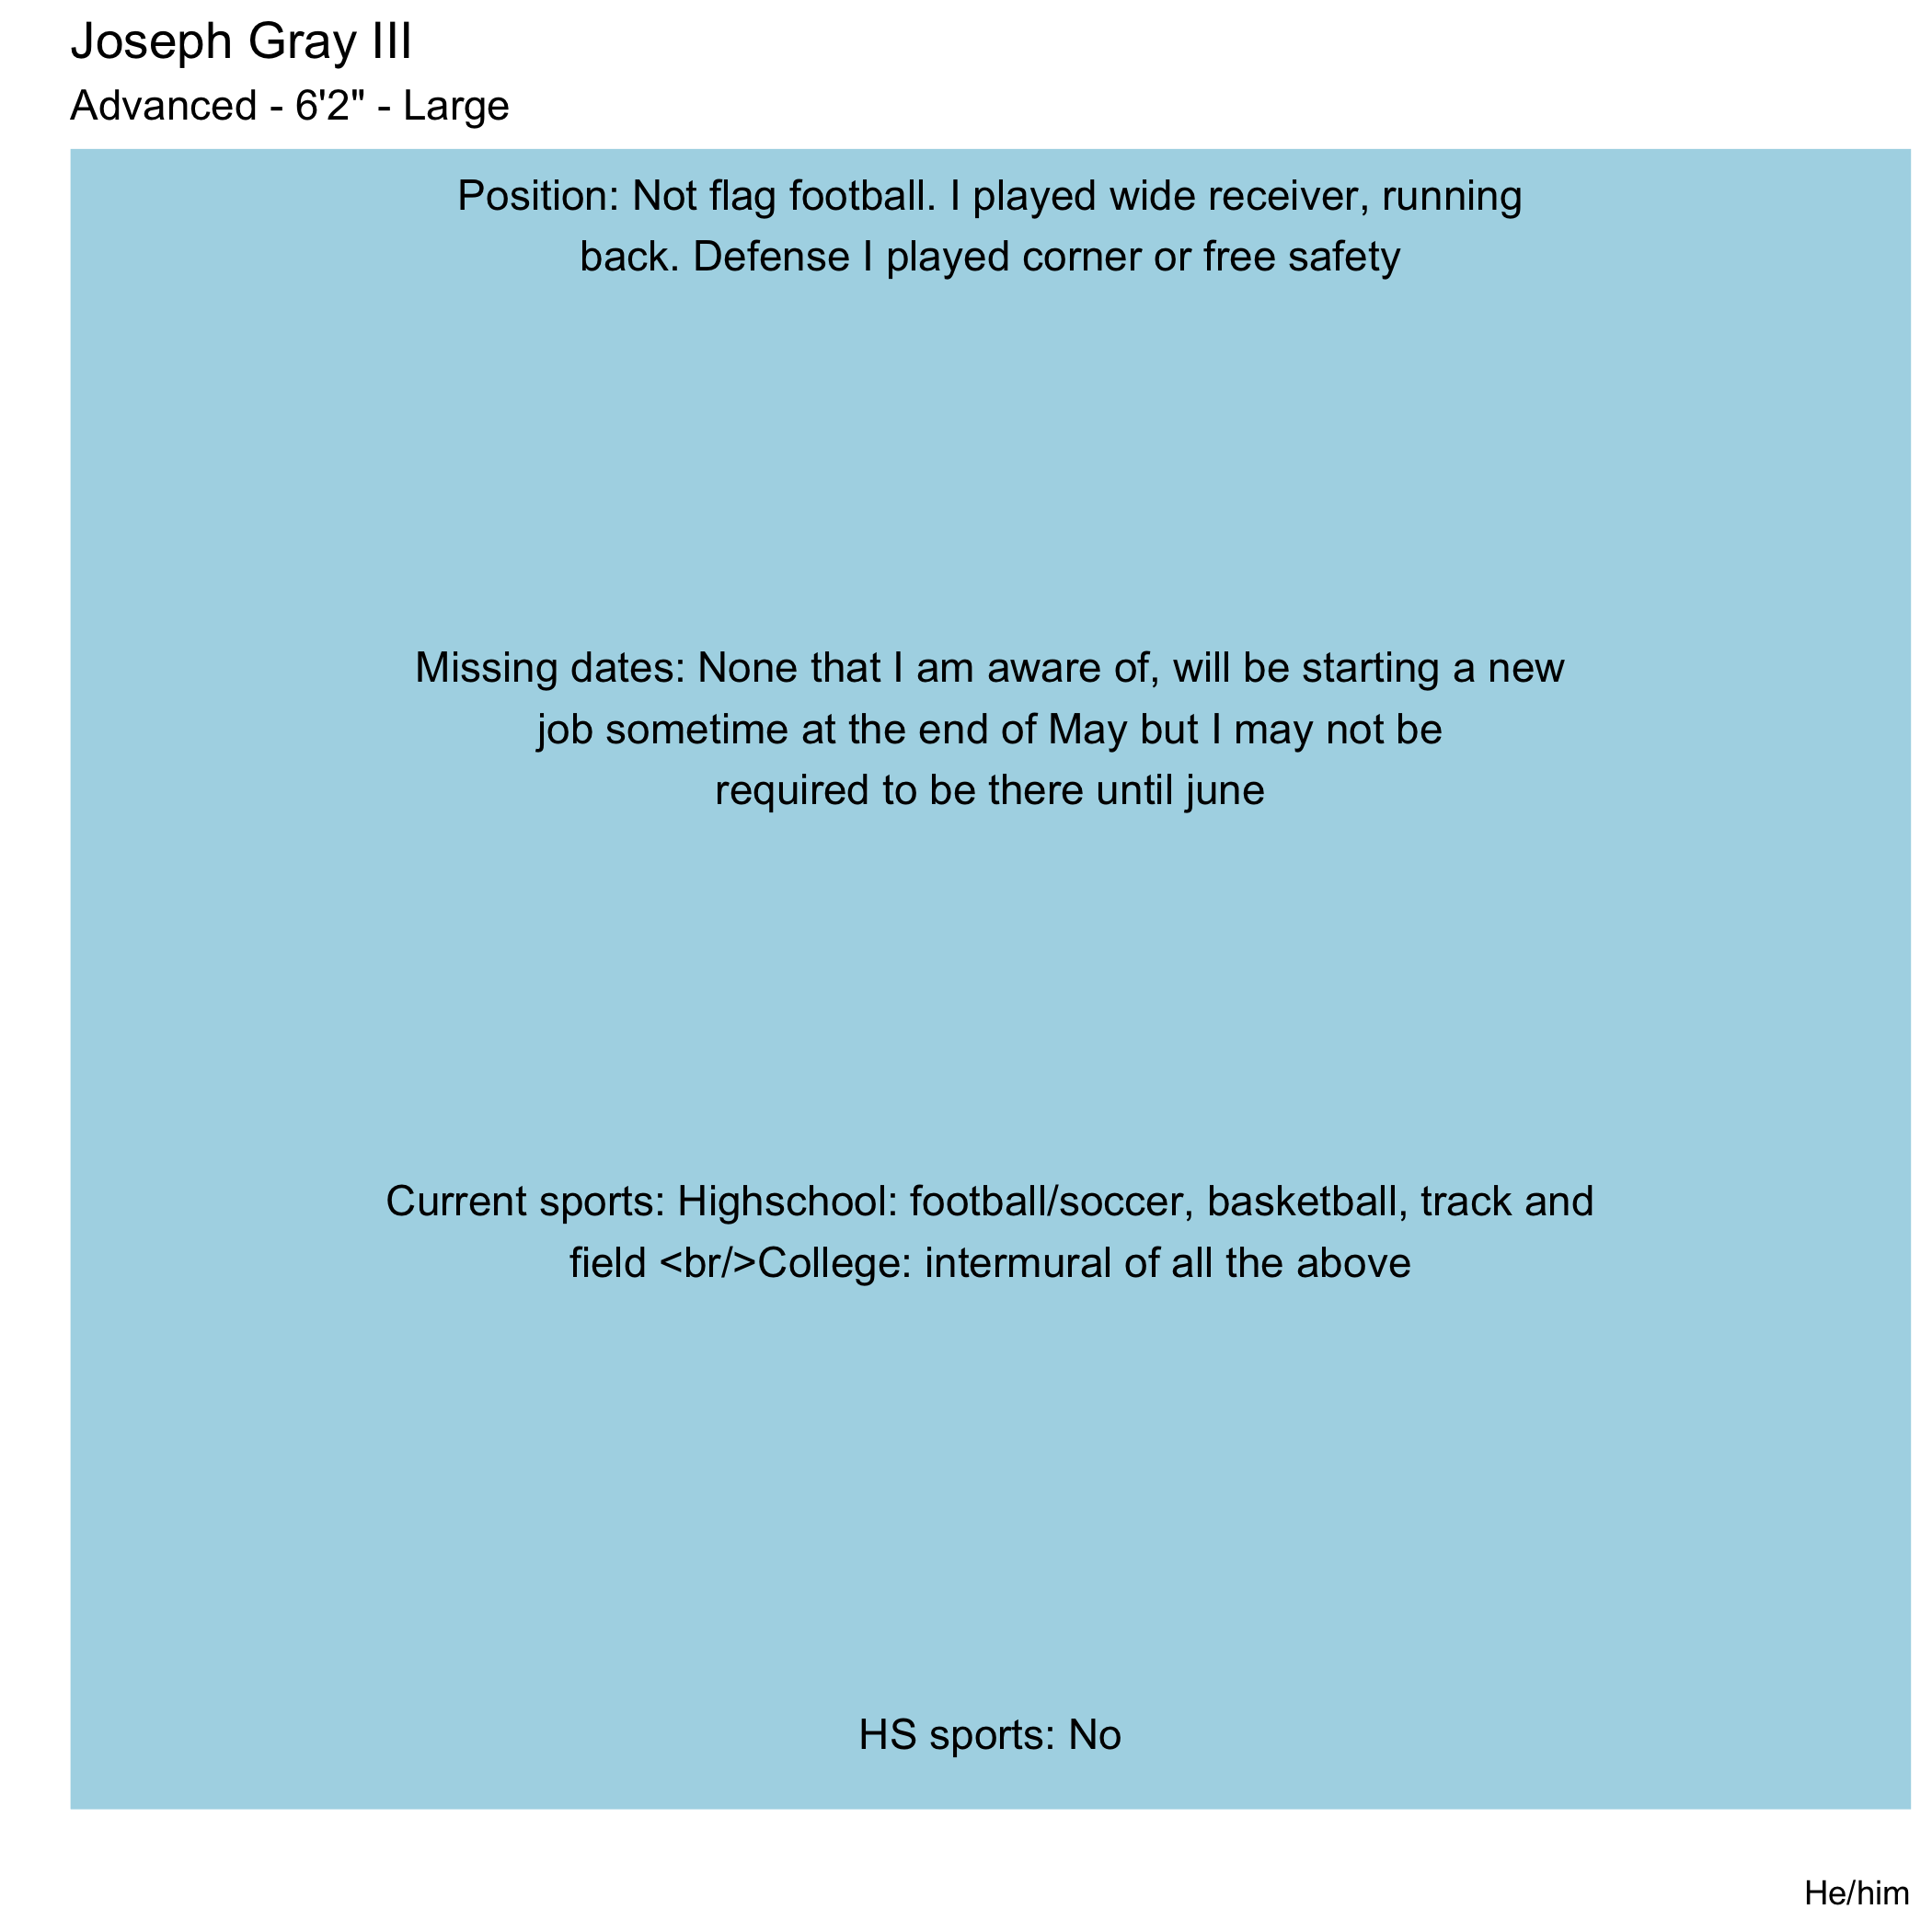 Joseph Gray III
Advanced - 6'2" - Large
Position: Not flag football. I played wide receiver, running
back. Defense I played corner or free safety
Missing dates: None that I am aware of, will be starting a new
job sometime at the end of May but I may not be
required to be there until june
Current sports: Highschool: football/soccer, basketball, track and
field <br/>College: intermural of all the above
HS sports: No
He/him